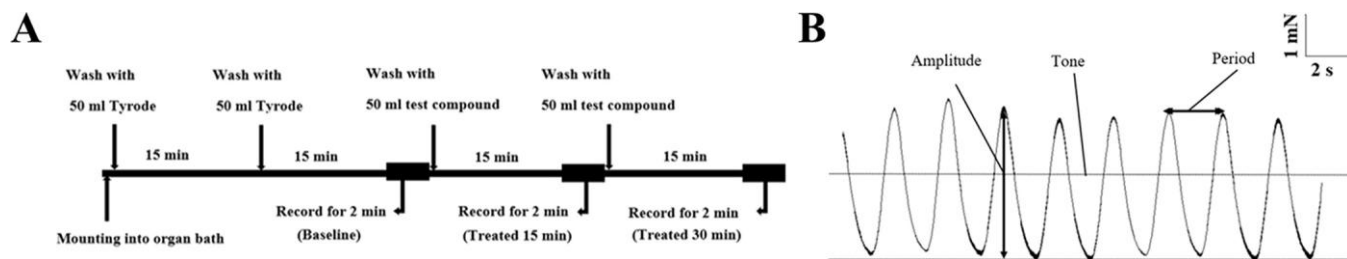 A
Wash with
50 ml Tyrode
Wash with
50 ml Tyrode
Wash with
50 ml test compound
Wash with
50 ml test compound
15 min
15 min
15 min
15 min
Mounting into organ bath
Record for 2 min
(Baseline)
Record for 2 min
(Treated 15 min)
Record for 2 min
(Treated 30 min)
B
Amplitude
Tone
Period
1 mN
2 s